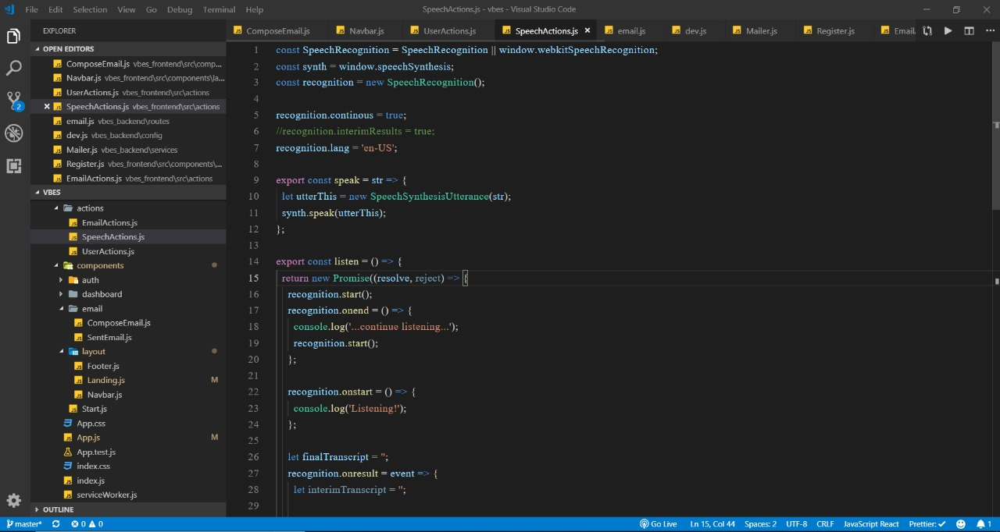 File Edit Selection View Go Debug Terminal Help
SpeechActions.js - vbes - Visual Studio Code
EXPLORER
ComposeEmail.js Navbar.js UserActions.js SpeechActions.js email.js dev.js Mailer.js Register.js Email
OPEN EDITORS
ComposeEmail.js vbes_frontend\src\comp...
Navbar.js vbes_frontend\src\components\la...
UserActions.js vbes_frontend\src\actions
SpeechActions.js vbes_frontend\src\actions
email.js vbes_backend\routes
dev.js vbes_backend\config
Mailer.js vbes_backend\services
Register.js vbes_frontend\src\components\...
EmailActions.js vbes_frontend\src\actions
VBES
actions
EmailActions.js
SpeechActions.js
UserActions.js
components
auth
dashboard
email
ComposeEmail.js
SentEmail.js
layout
Footer.js
Landing.js M
Navbar.js
Start.js
App.css
App.js M
App.test.js
index.css
index.js
serviceWorker.js
OUTLINE
1 const SpeechRecognition = SpeechRecognition || window.webkitSpeechRecognition;
2 const synth = window.speechSynthesis;
3 const recognition = new SpeechRecognition();
4
5 recognition.continous = true;
6 //recognition.interimResults = true;
7 recognition.lang = 'en-US';
8
9 export const speak = str => {
10 let utterThis = new SpeechSynthesisUtterance(str);
11 synth.speak(utterThis);
12 };
13
14 export const listen = () => {
15 return new Promise((resolve, reject) => {
16 recognition.start();
17 recognition.onend = () => {
18 console.log('...continue listening...');
19 recognition.start();
20 };
21
22 recognition.onstart = () => {
23 console.log('Listening!');
24 };
25
26 let finalTranscript = '';
27 recognition.onresult = event => {
28 let interimTranscript = '';
29
2
master* 0 0 Go Live Ln 15, Col 44 Spaces: 2 UTF-8 CRLF JavaScript React Prettier: ✓ 1